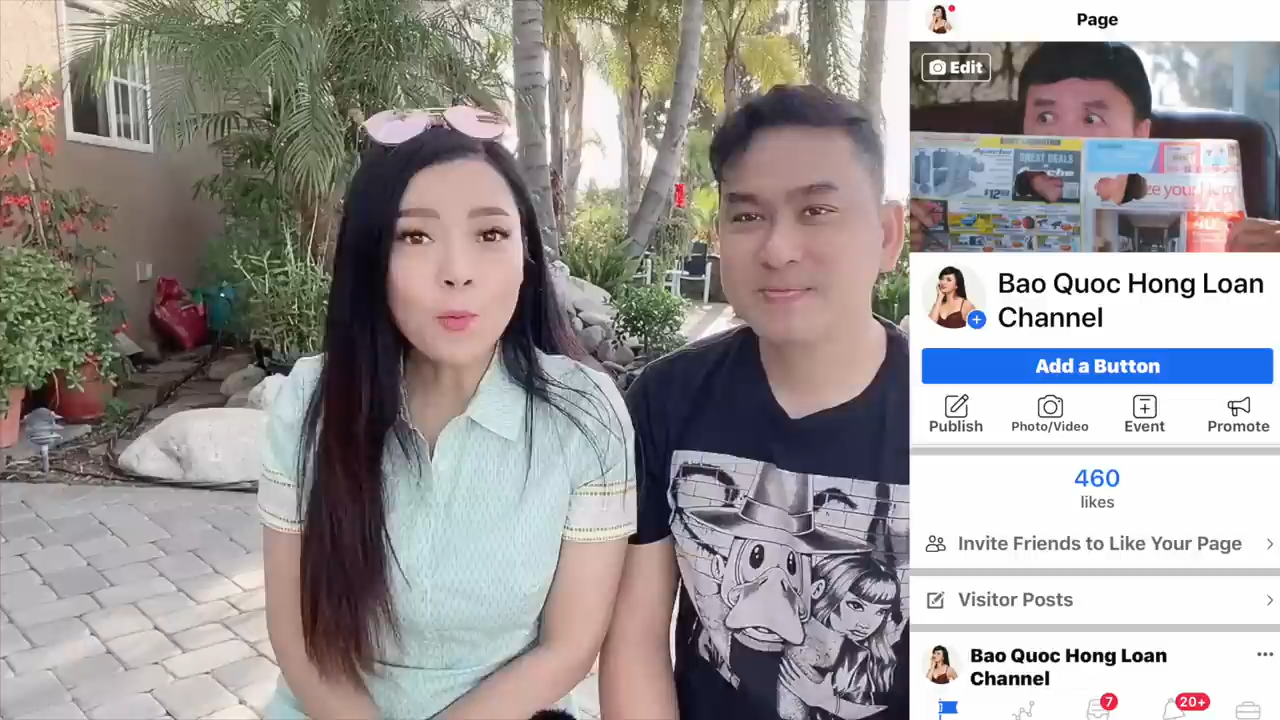 Page
Edit
GREAT DEALS
Bao Quoc Hong Loan
Channel
Add a Button
Publish
Photo/Video
Event
Promote
460
likes
Invite Friends to Like Your Page
Visitor Posts
Bao Quoc Hong Loan
Channel
7
20+